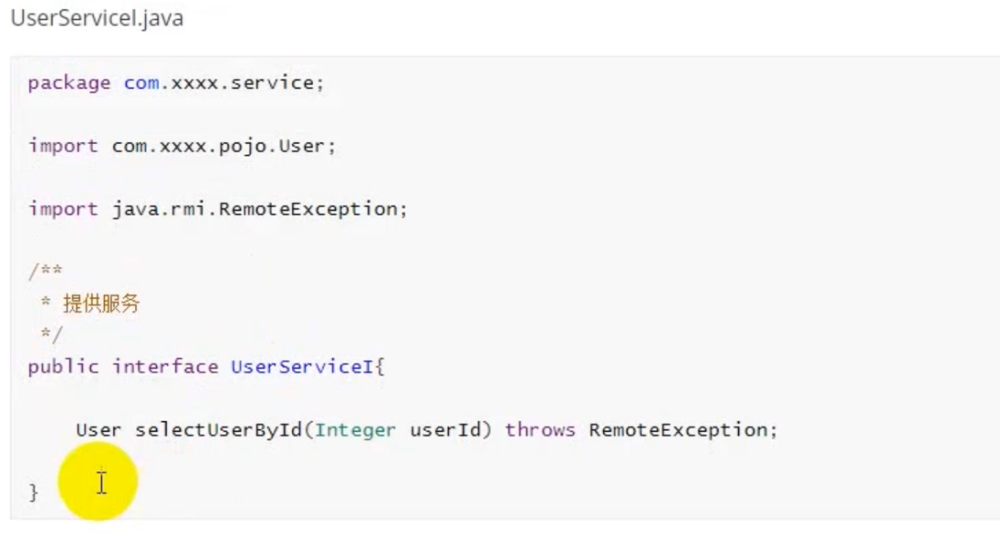 UserServiceI.java
package com.xxxx.service;
import com.xxxx.pojo.User;
import java.rmi.RemoteException;
/**
* 提供服务
*/
public interface UserServiceI{
User selectUserById(Integer userId) throws RemoteException;
}